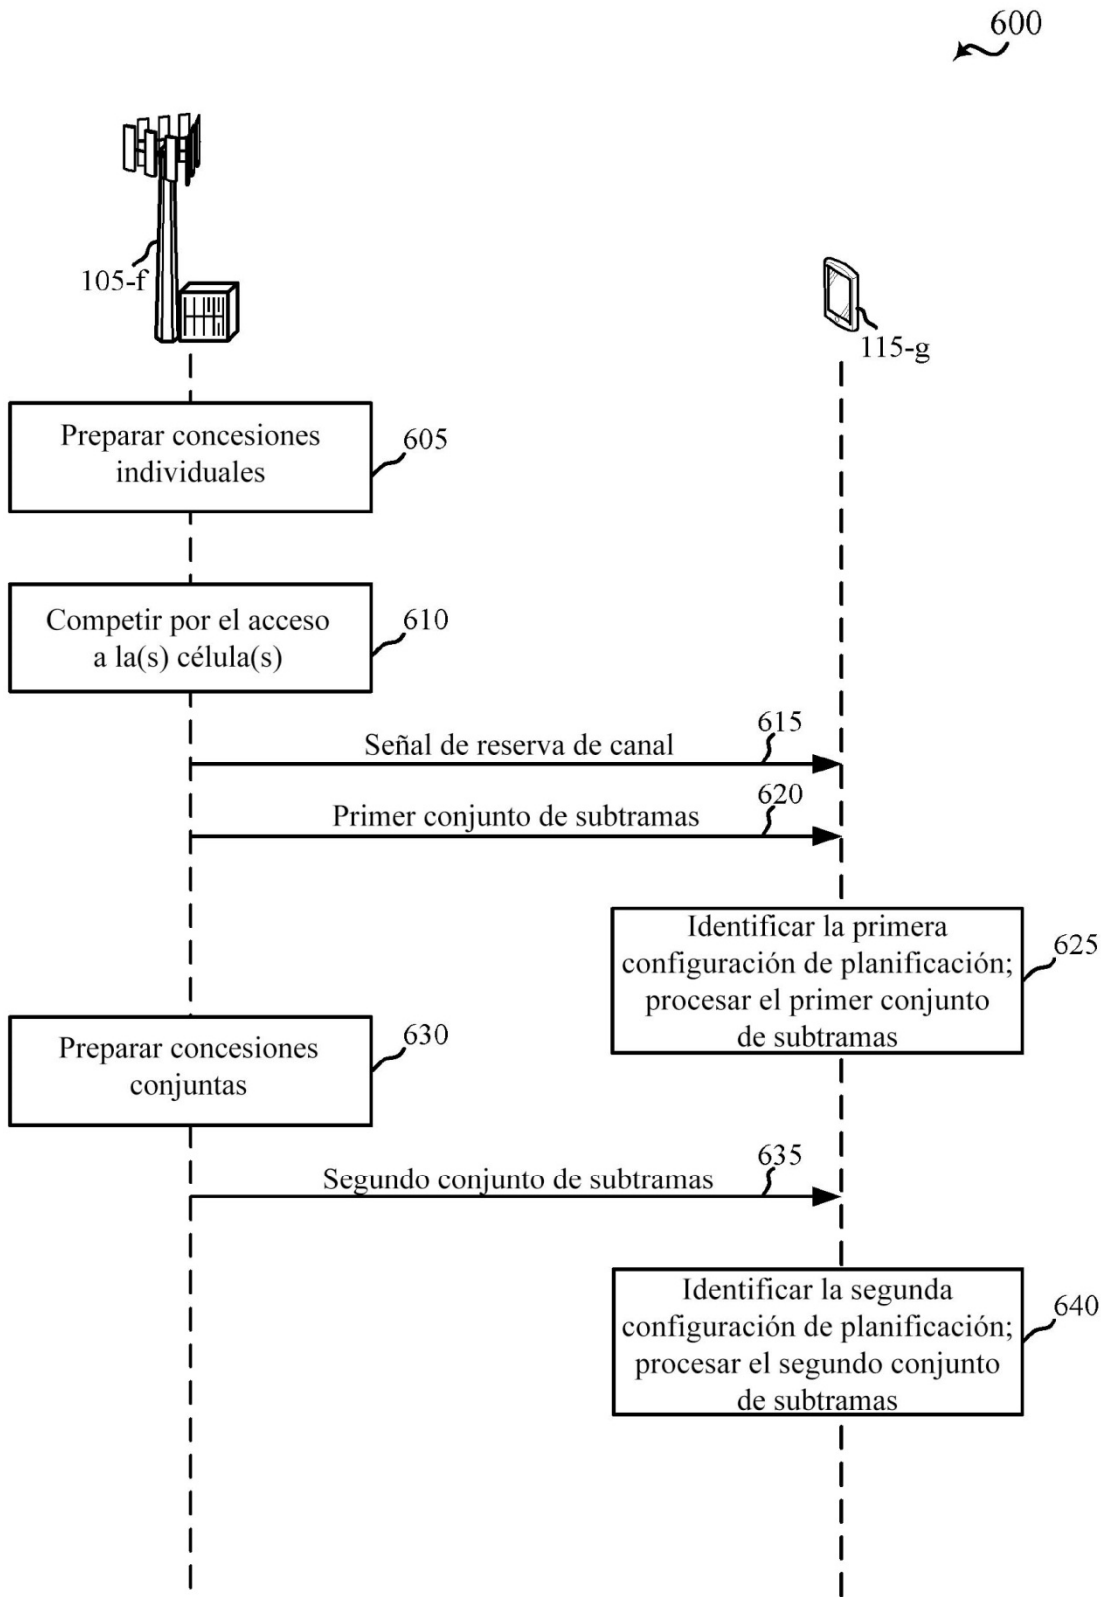 600
105-f
115-g
Preparar concesiones
individuales
605
Competir por el acceso
a la(s) célula(s)
610
Señal de reserva de canal
615
Primer conjunto de subtramas
620
Identificar la primera
configuración de planificación;
procesar el primer conjunto
de subtramas
625
Preparar concesiones
conjuntas
630
Segundo conjunto de subtramas
635
Identificar la segunda
configuración de planificación;
procesar el segundo conjunto
de subtramas
640